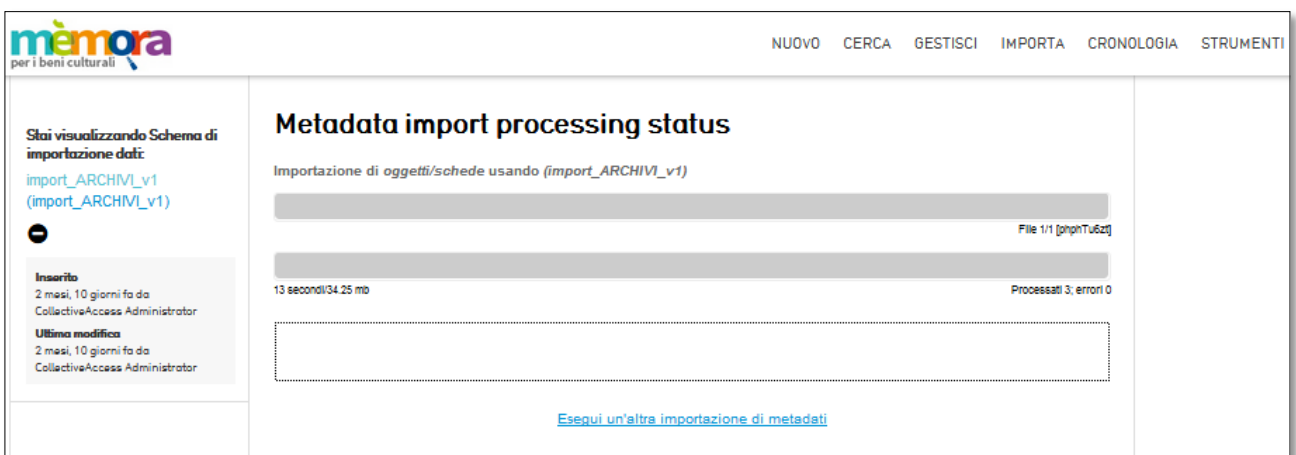 mèmora
per i beni culturali
NUOVO CERCA GESTISCI IMPORTA CRONOLOGIA STRUMENTI
Stai visualizzando Schema di
importazione dati:
import_ARCHIVI_v1
(import_ARCHIVI_v1)
Inserito
2 mesi, 10 giorni fa da
CollectiveAccess Administrator
Ultima modifica
2 mesi, 10 giorni fa da
CollectiveAccess Administrator
Metadata import processing status
Importazione di oggetti/schede usando (import_ARCHIVI_v1)
File 1/1 [phphTu6zt]
13 secondi/34.25 mb
Processati 3; errori 0
Esegui un'altra importazione di metadati